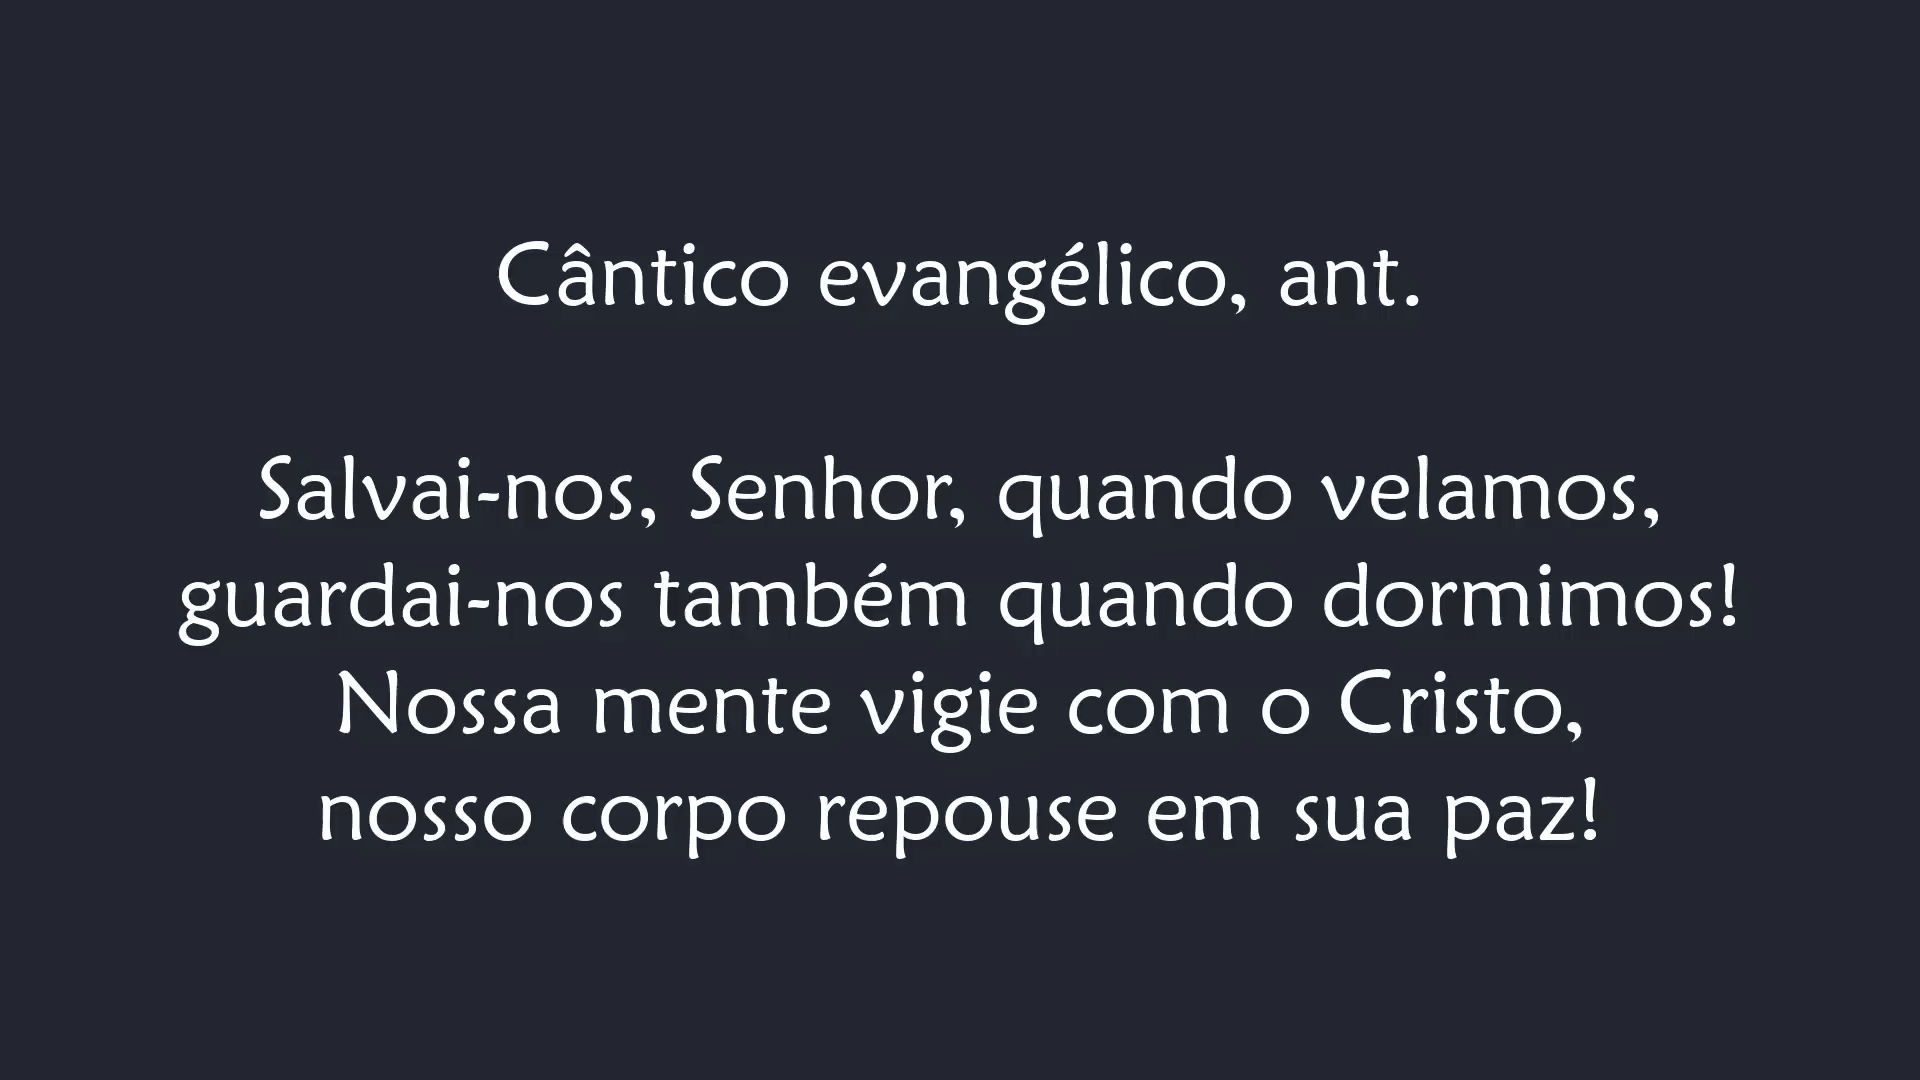 Cântico evangélico, ant.
Salvai-nos, Senhor, quando velamos,
guardai-nos também quando dormimos!
Nossa mente vigie com o Cristo,
nosso corpo repouse em sua paz!